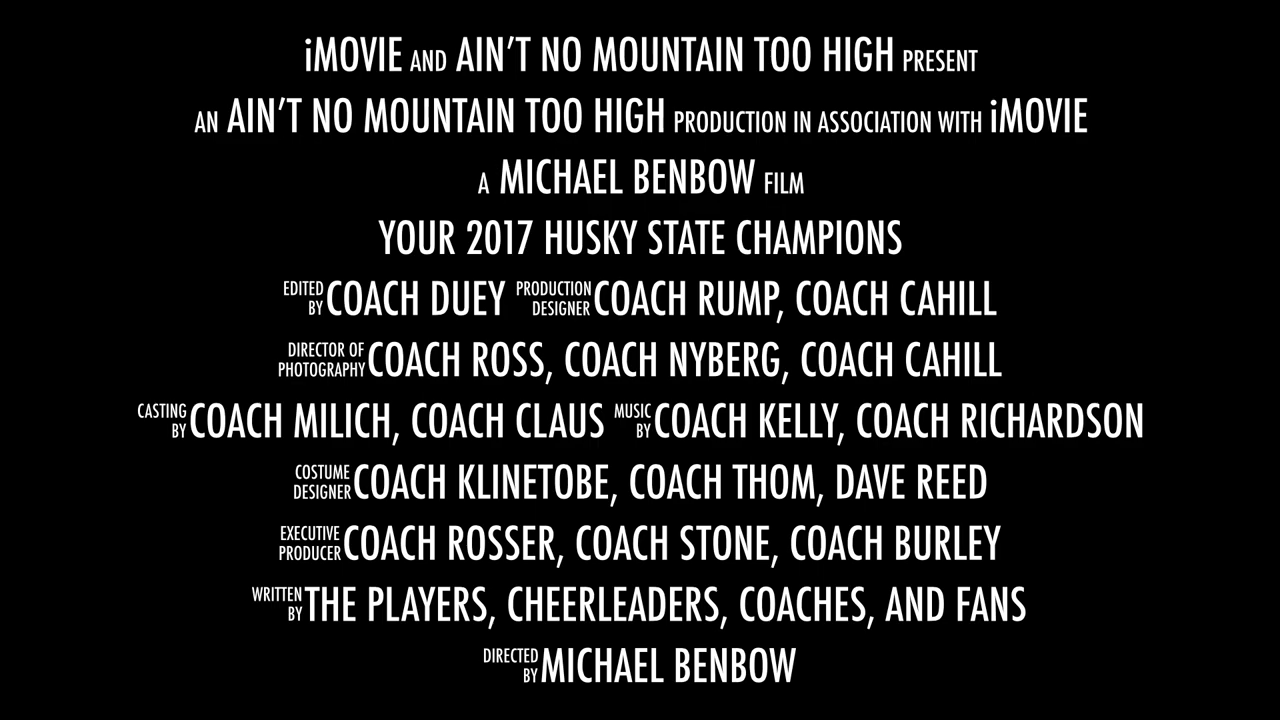 iMOVIE AND AIN'T NO MOUNTAIN TOO HIGH PRESENT
AN AIN'T NO MOUNTAIN TOO HIGH PRODUCTION IN ASSOCIATION WITH iMOVIE
A MICHAEL BENBOW FILM
YOUR 2017 HUSKY STATE CHAMPIONS
EDITED BY COACH DUEY PRODUCTION DESIGNER COACH RUMP, COACH CAHILL
DIRECTOR OF PHOTOGRAPHY COACH ROSS, COACH NYBERG, COACH CAHILL
CASTING BY COACH MILICH, COACH CLAUS MUSIC BY COACH KELLY, COACH RICHARDSON
COSTUME DESIGNER COACH KLINETOBE, COACH THOM, DAVE REED
EXECUTIVE PRODUCER COACH ROSSER, COACH STONE, COACH BURLEY
WRITTEN BY THE PLAYERS, CHEERLEADERS, COACHES, AND FANS
DIRECTED BY MICHAEL BENBOW